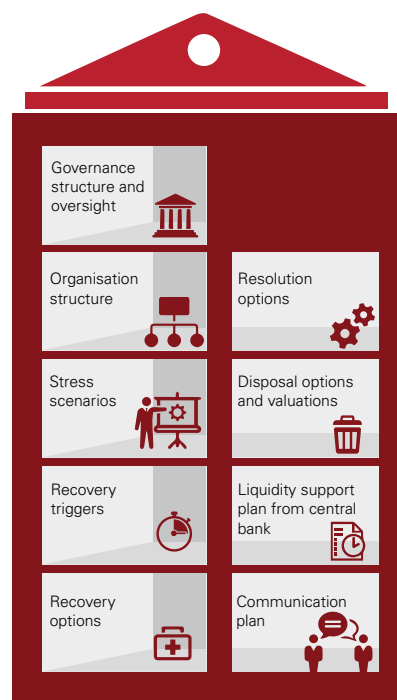 Governance
structure and
oversight
Organisation
structure
Stress
scenarios
Recovery
triggers
Recovery
options
Resolution
options
Disposal options
and valuations
Liquidity support
plan from central
bank
Communication
plan